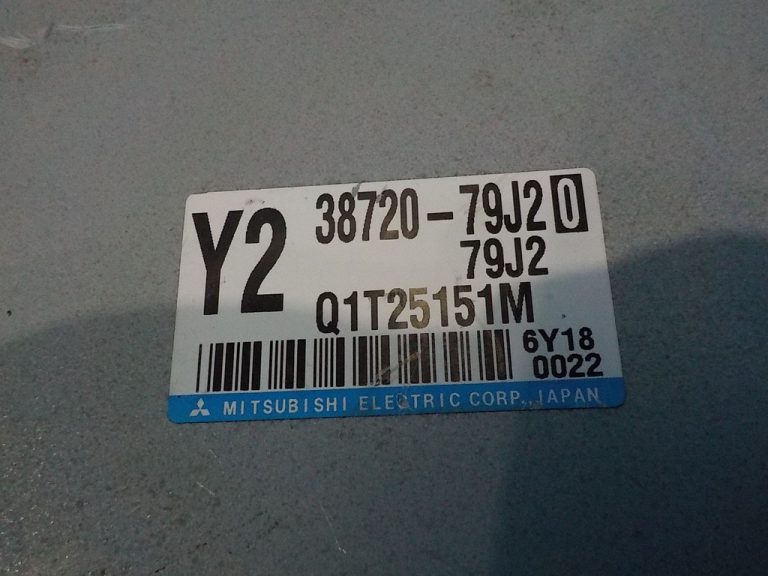 Y2
38720-79J20
79J2
Q1T25151M
6Y18
0022
MITSUBISHI ELECTRIC CORP., JAPAN